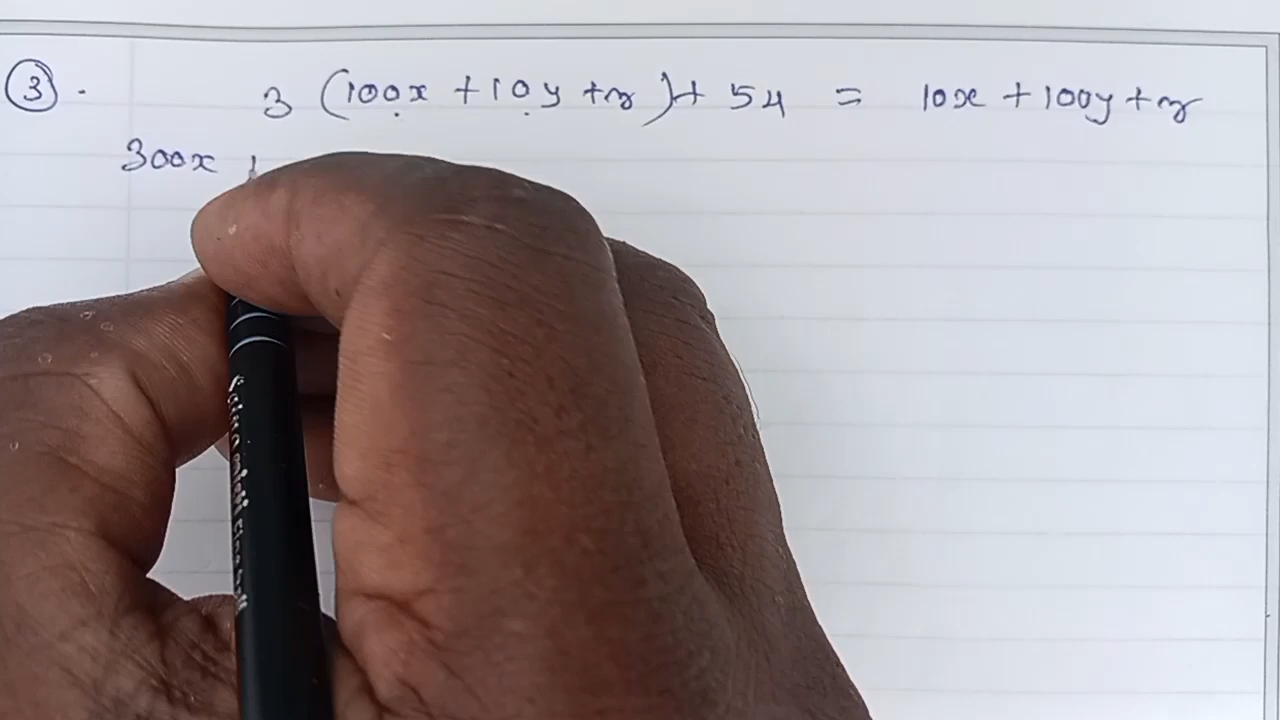 3. 3 (100x + 10y + z) + 54 = 10x + 100y + z
300x +